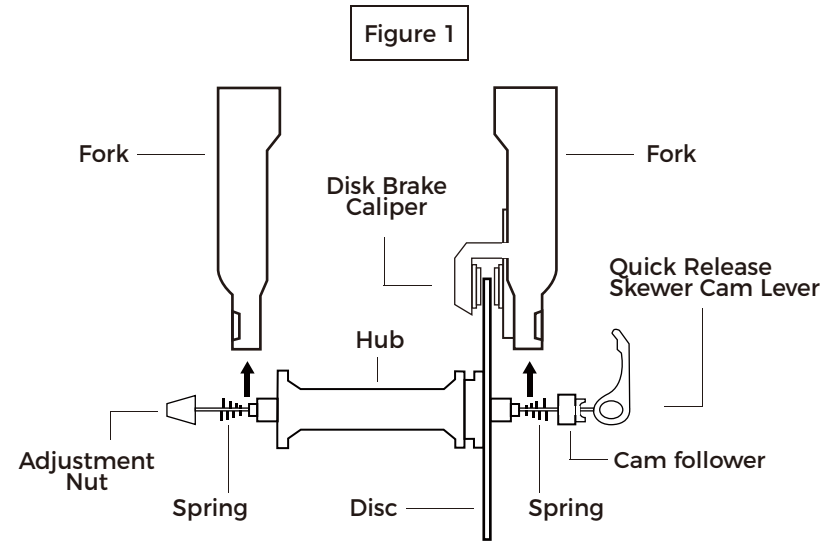 Figure 1
Fork
Fork
Disk Brake
Caliper
Quick Release
Skewer Cam Lever
Hub
Adjustment
Nut
Cam follower
Spring
Disc
Spring